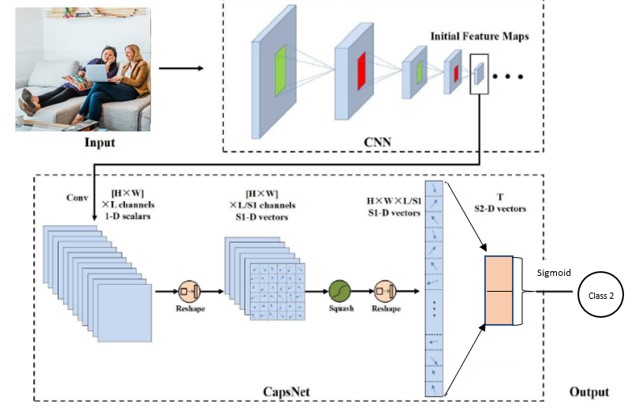 Initial Feature Maps
Input
CNN
Conv
[H×W]
×L channels
1-D scalars
[H×W]
×L/S1 channels
S1-D vectors
H×W×L/S1
S1-D vectors
T
S2-D vectors
Reshape
Squash
Reshape
Sigmoid
Class 2
CapsNet
Output